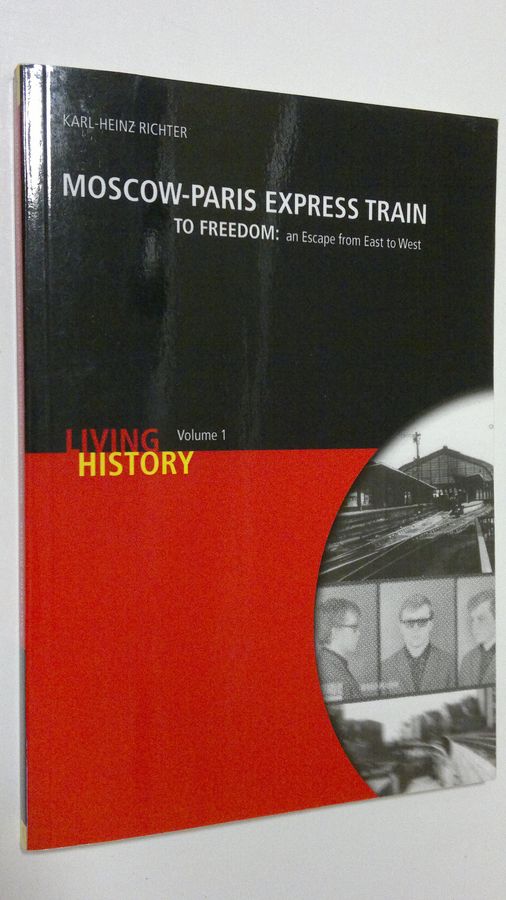 KARL-HEINZ RICHTER
MOSCOW-PARIS EXPRESS TRAIN
TO FREEDOM: an Escape from East to West
LIVING Volume 1
HISTORY